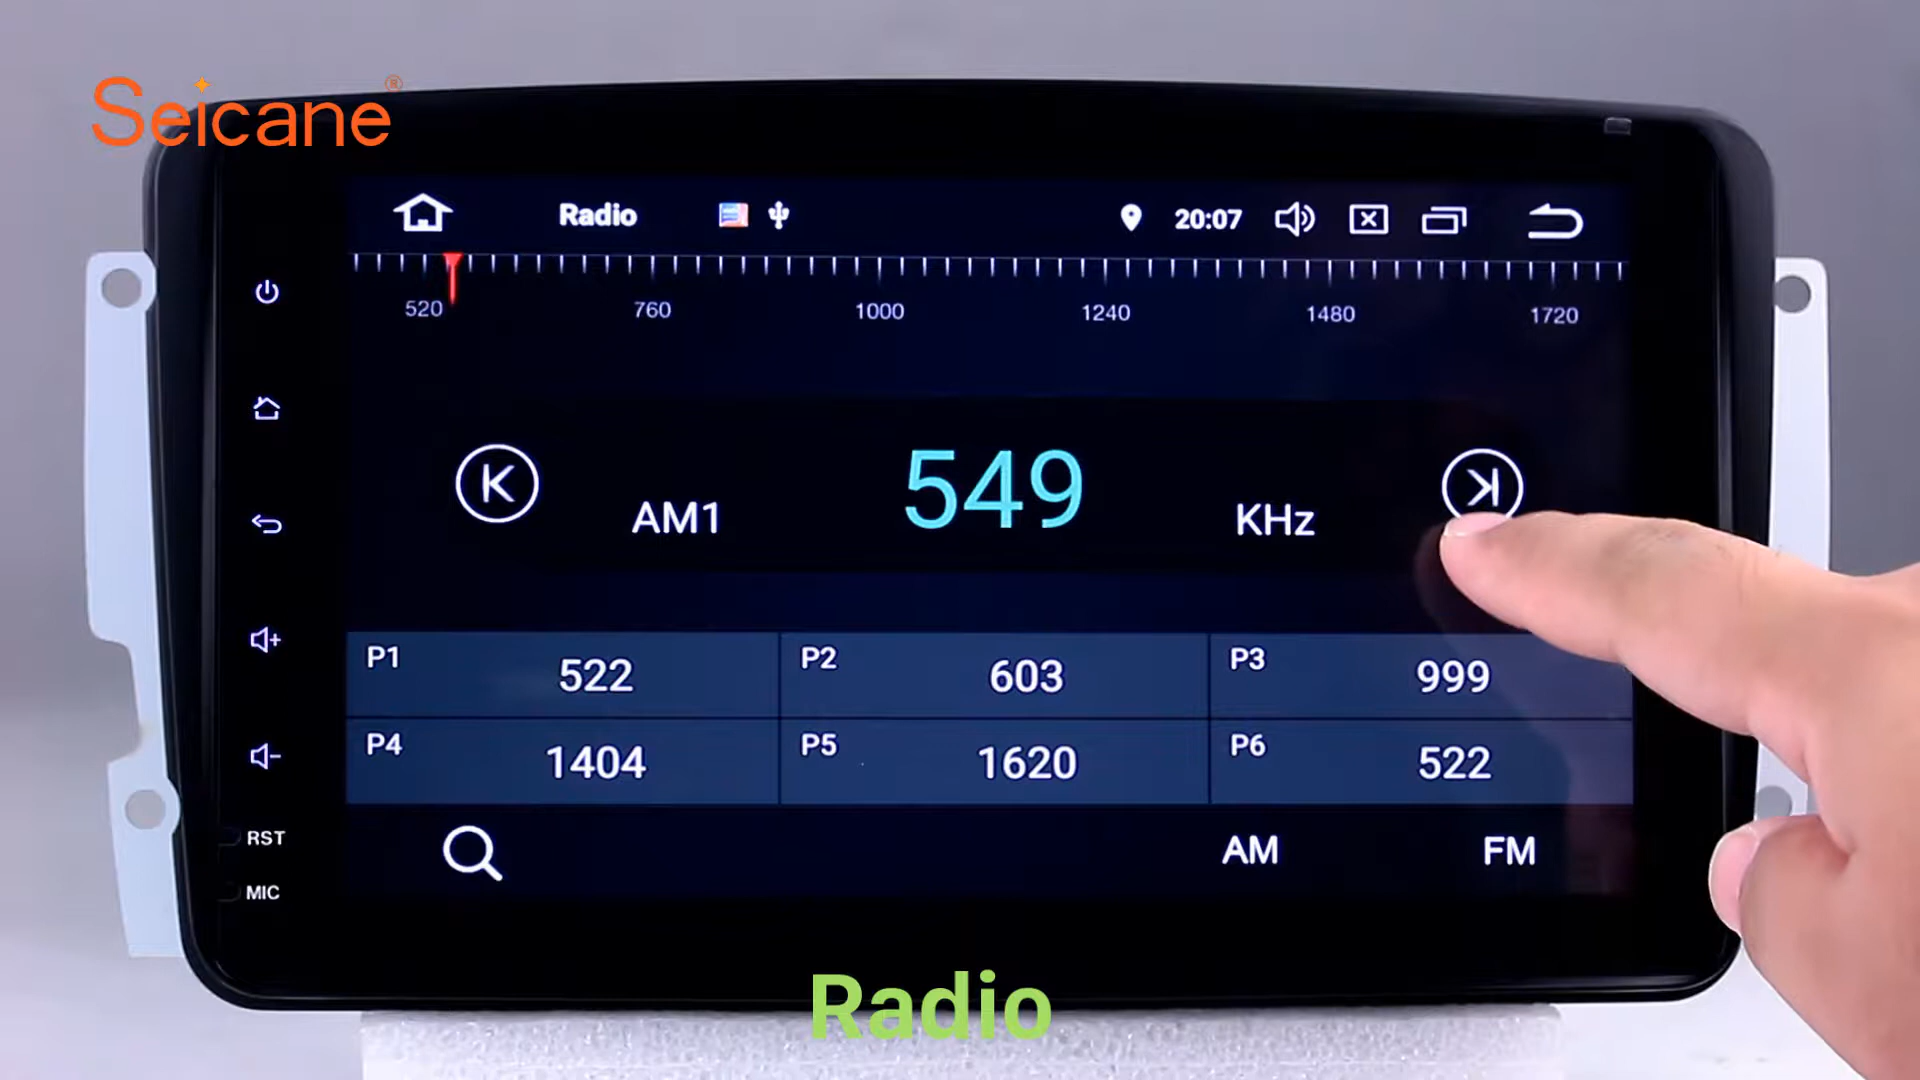 Seicane®
Radio
20:07
520 760 1000 1240 1480 1720
AM1 549 KHz
P1 522 P2 603 P3 999
P4 1404 P5 1620 P6 522
RST
AM FM
MIC
Radio